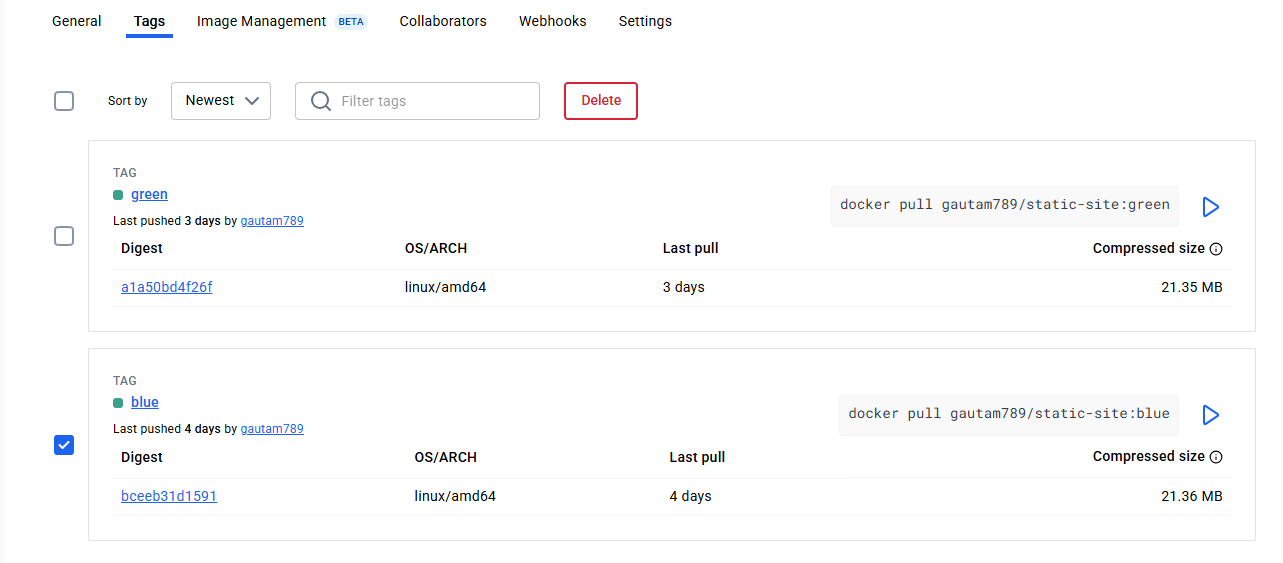 General Tags Image Management BETA Collaborators Webhooks Settings
Sort by Newest Filter tags Delete
TAG
green
docker pull gautam789/static-site:green
Last pushed 3 days by gautam789
Digest OS/ARCH Last pull Compressed size
a1a50bd4f26f linux/amd64 3 days 21.35 MB
TAG
blue
docker pull gautam789/static-site:blue
Last pushed 4 days by gautam789
Digest OS/ARCH Last pull Compressed size
bceeb31d1591 linux/amd64 4 days 21.36 MB